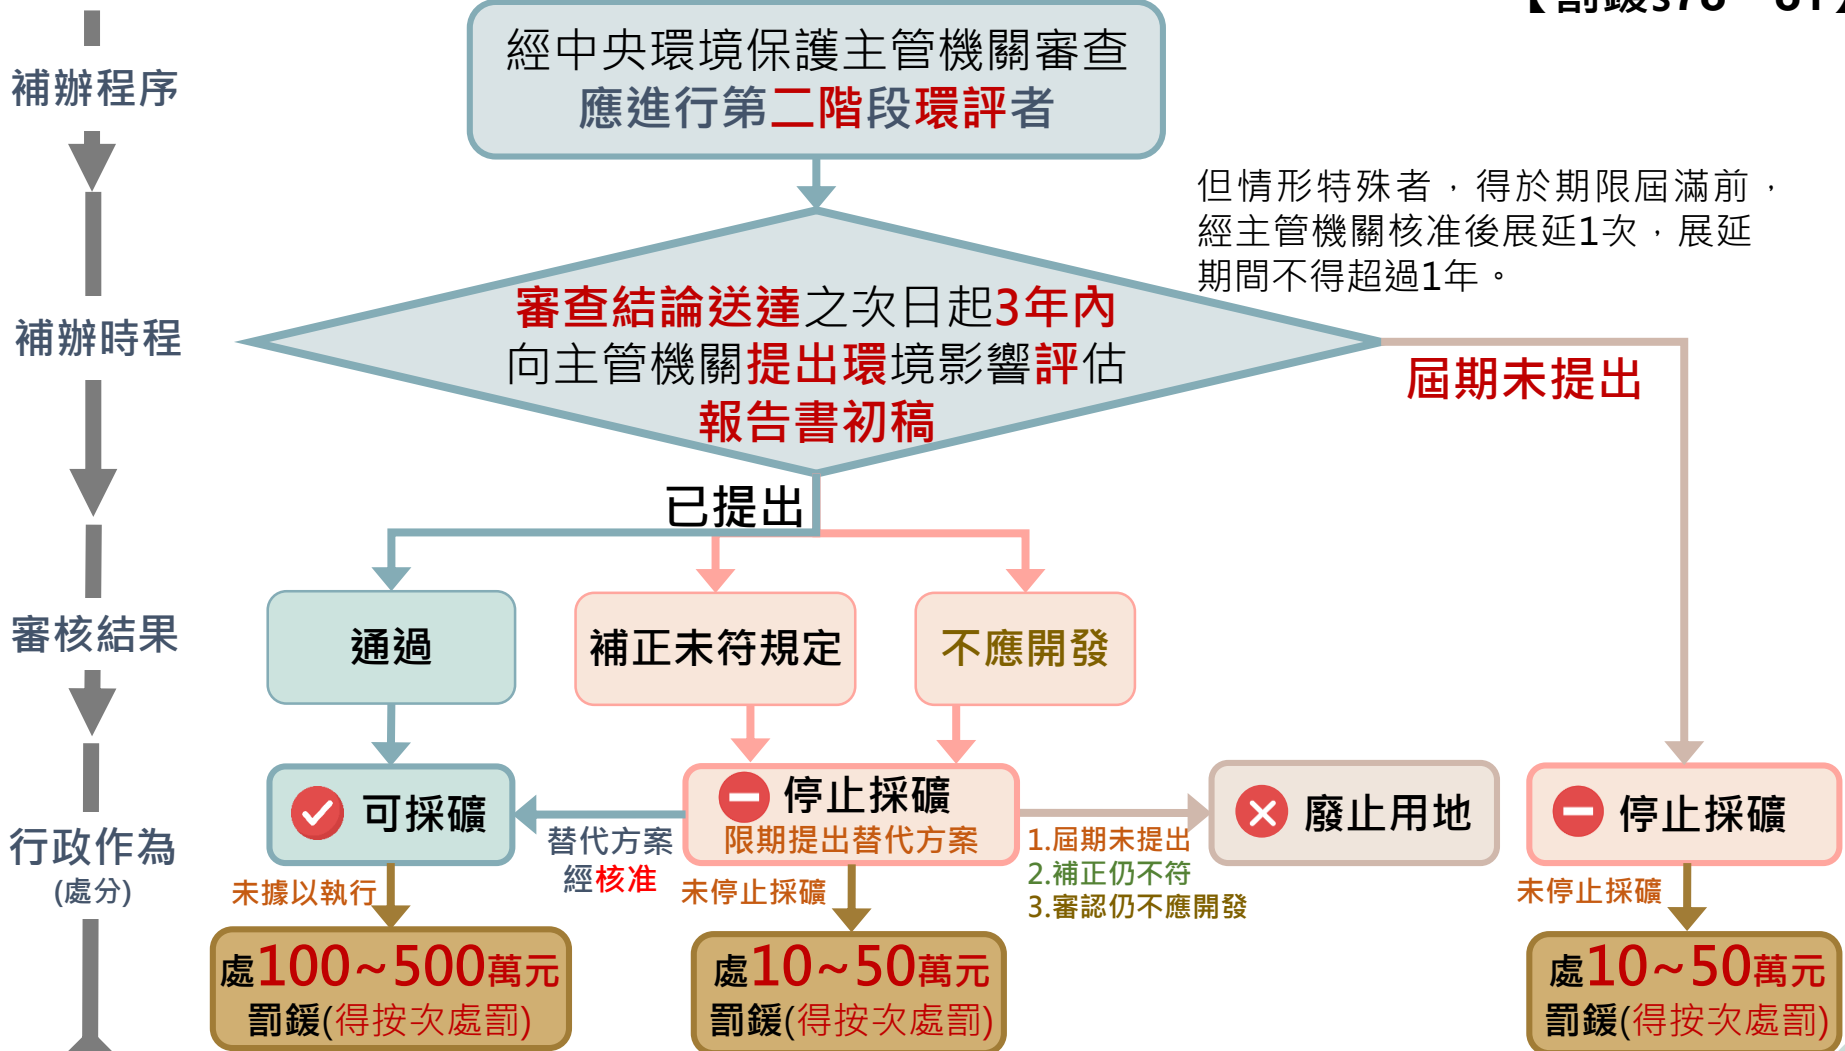 【罰鍰§78、81】
補辦程序
經中央環境保護主管機關審查
應進行第二階段環評者
但情形特殊者，得於期限屆滿前，
經主管機關核准後展延1次，展延
期間不得超過1年。
補辦時程
審查結論送達之次日起3年內
向主管機關提出環境影響評估
報告書初稿
屆期未提出
已提出
審核結果
通過
補正未符規定
不應開發
行政作為
(處分)
可採礦
替代方案
經核准
停止採礦
限期提出替代方案
1.屆期未提出
2.補正仍不符
3.審認仍不應開發
廢止用地
停止採礦
未據以執行
未停止採礦
未停止採礦
處100~500萬元
罰鍰(得按次處罰)
處10~50萬元
罰鍰(得按次處罰)
處10~50萬元
罰鍰(得按次處罰)